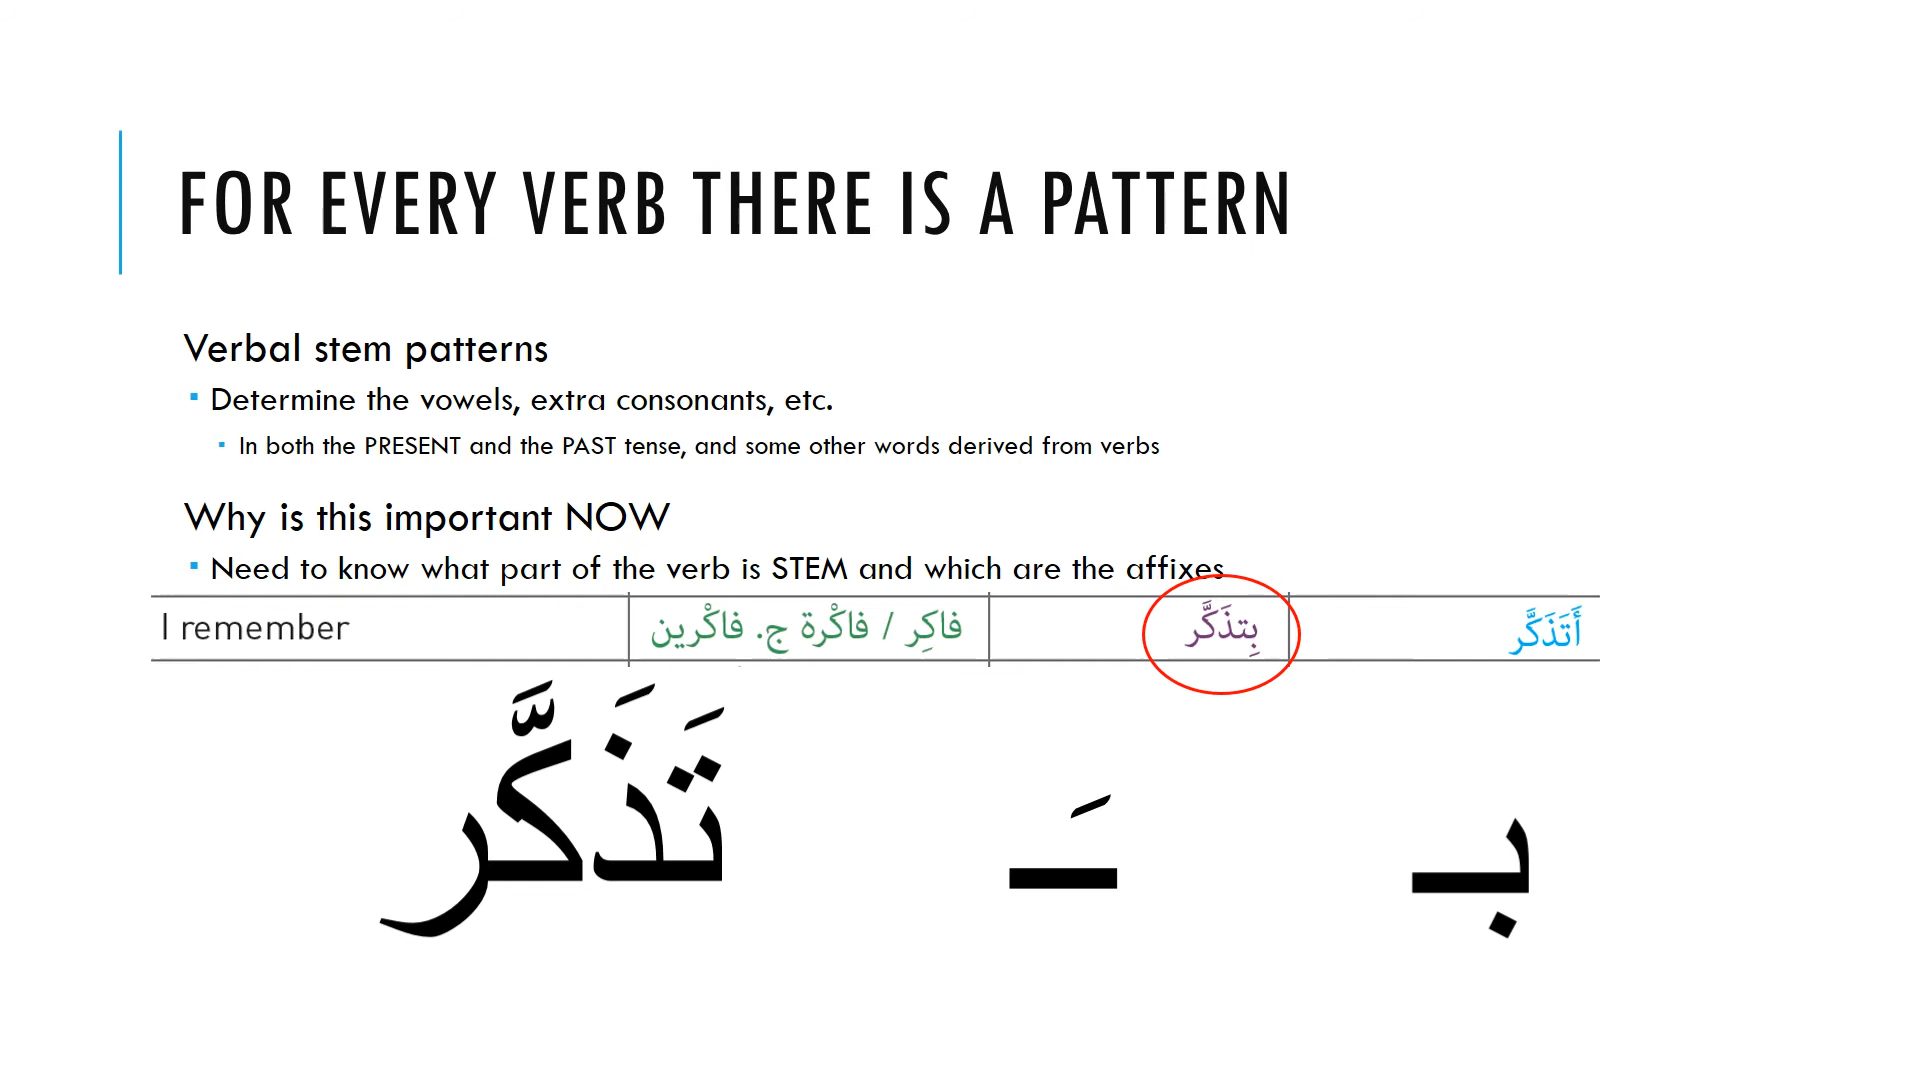 FOR EVERY VERB THERE IS A PATTERN
Verbal stem patterns
▪ Determine the vowels, extra consonants, etc.
▪ In both the PRESENT and the PAST tense, and some other words derived from verbs
Why is this important NOW
▪ Need to know what part of the verb is STEM and which are the affixes
I remember فاكِر / فاكْرة ج. فاكْرين بِتذَكَّر أَتَذَكَّر
بـ ـَ تَذَكَّر